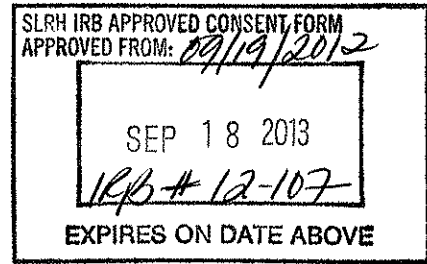 SLRH IRB APPROVED CONSENT FORM
APPROVED FROM: 09/19/2012
SEP 18 2013
IRB # 12-107
EXPIRES ON DATE ABOVE